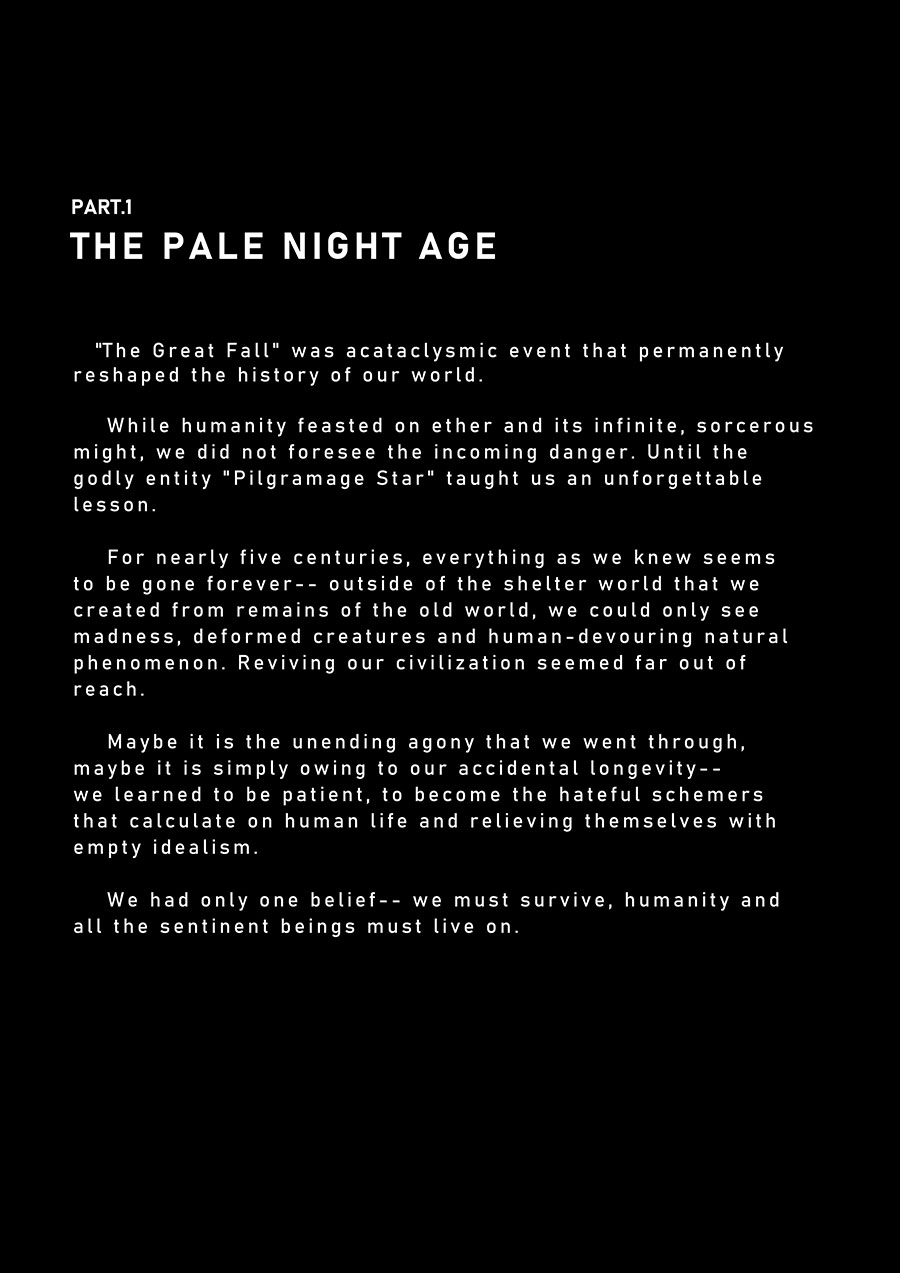 PART.1
THE PALE NIGHT AGE
"The Great Fall" was acataclysmic event that permanently
reshaped the history of our world.
While humanity feasted on ether and its infinite, sorcerous
might, we did not foresee the incoming danger. Until the
godly entity "Pilgramage Star" taught us an unforgettable
lesson.
For nearly five centuries, everything as we knew seems
to be gone forever-- outside of the shelter world that we
created from remains of the old world, we could only see
madness, deformed creatures and human-devouring natural
phenomenon. Reviving our civilization seemed far out of
reach.
Maybe it is the unending agony that we went through,
maybe it is simply owing to our accidental longevity--
we learned to be patient, to become the hateful schemers
that calculate on human life and relieving themselves with
empty idealism.
We had only one belief-- we must survive, humanity and
all the sentinent beings must live on.